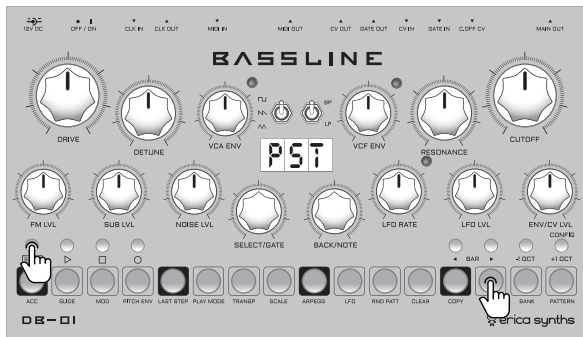 12V DC
OFF / ON
CLK IN
CLK OUT
MIDI IN
MIDI OUT
CV OUT
GATE OUT
CV IN
GATE IN
C.OFF CV
MAIN OUT
BASSLINE
BP
LP
DRIVE
DETUNE
VCA ENV
VCF ENV
RESONANCE
CUTOFF
PST
FM LVL
SUB LVL
NOISE LVL
SELECT/GATE
BACK/NOTE
LFO RATE
LFO LVL
ENV/CV LVL
CONFIG
BAR
-1 OCT
+1 OCT
ACC
SLIDE
MOD
PITCH ENV
LAST STEP
PLAY MODE
TRANSP
SCALE
ARPEGG
LFO
RND PATT
CLEAR
COPY
BANK
PATTERN
DB-01
erica synths